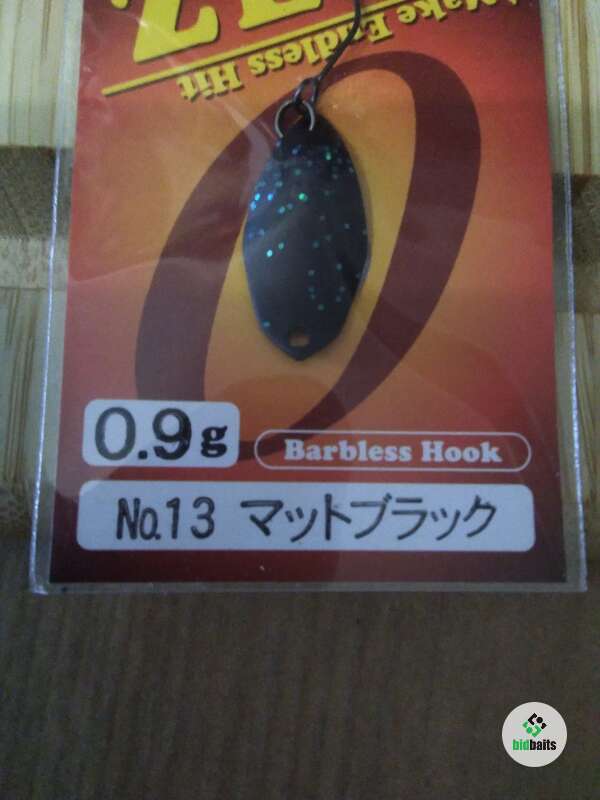 Make Endless Hit
0.9g
Barbless Hook
No.13 マットブラック
bidbaits